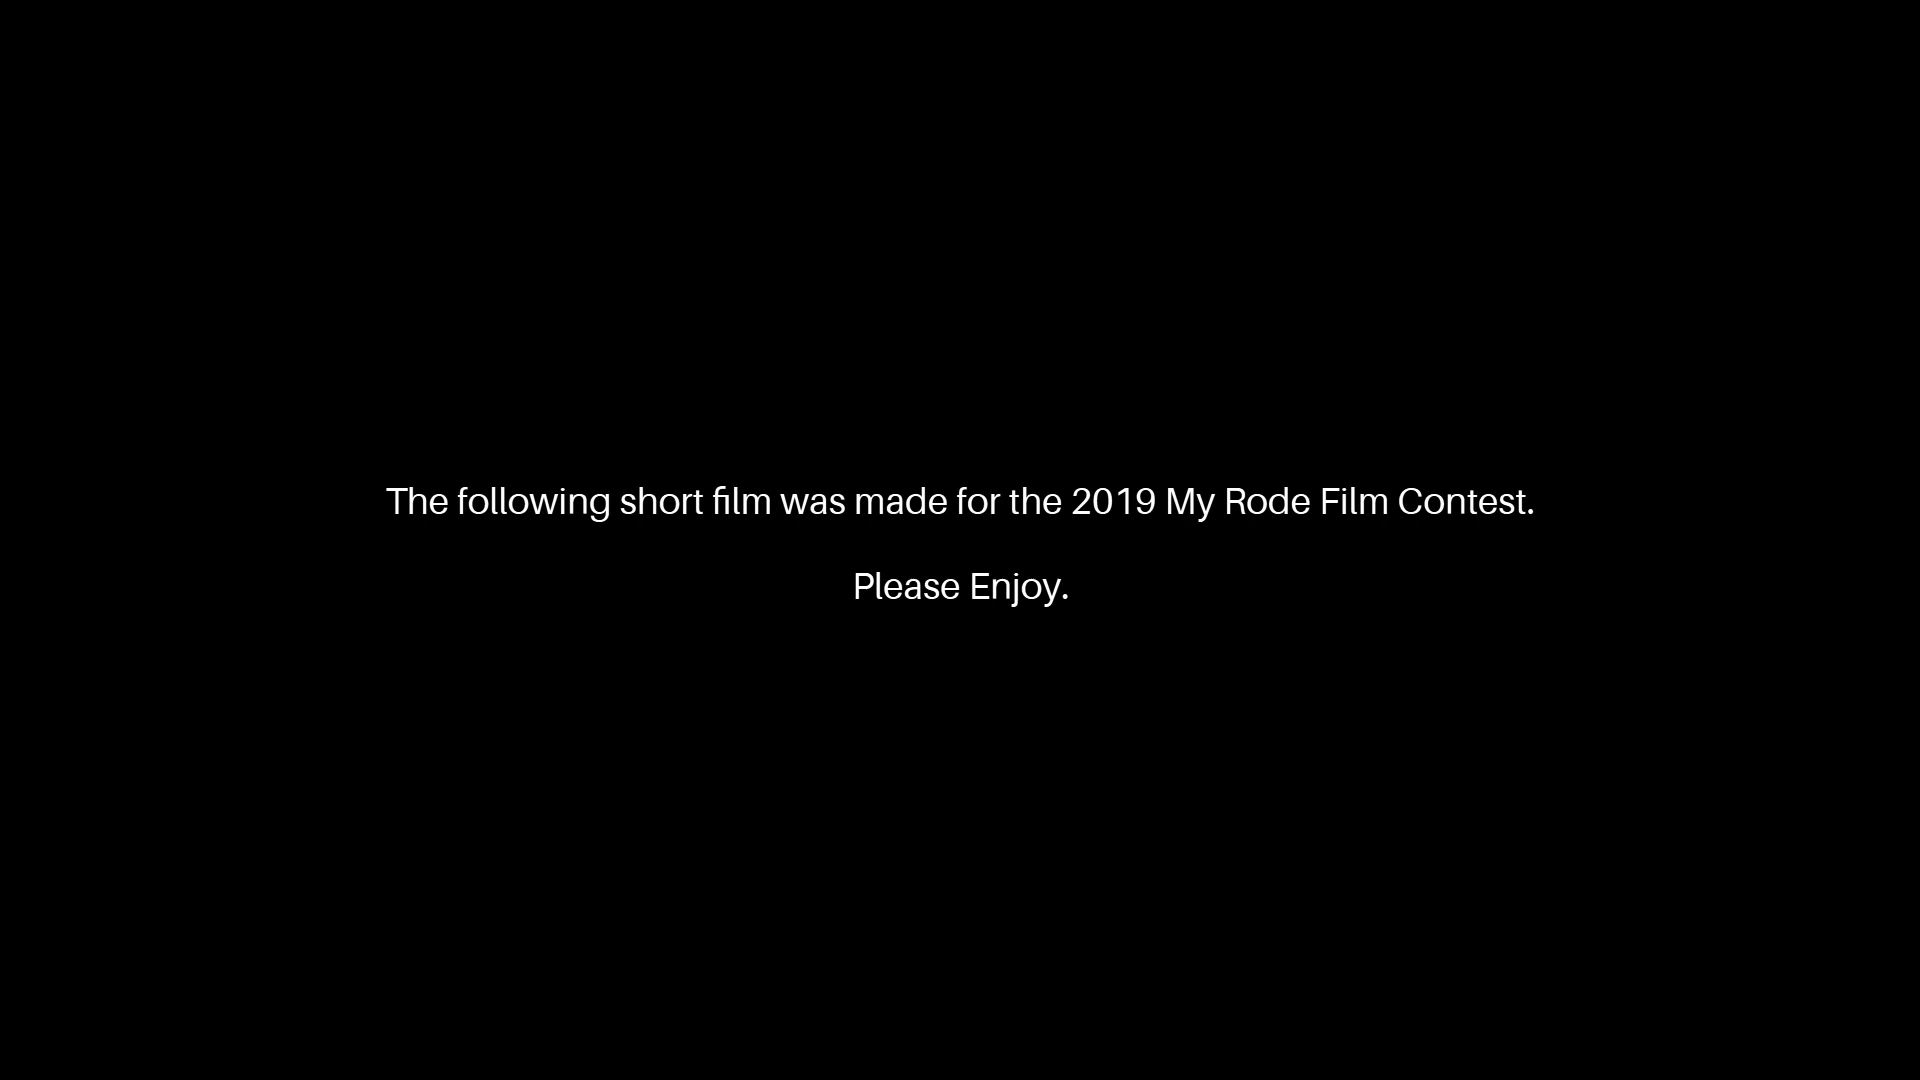 The following short film was made for the 2019 My Rode Film Contest.
Please Enjoy.